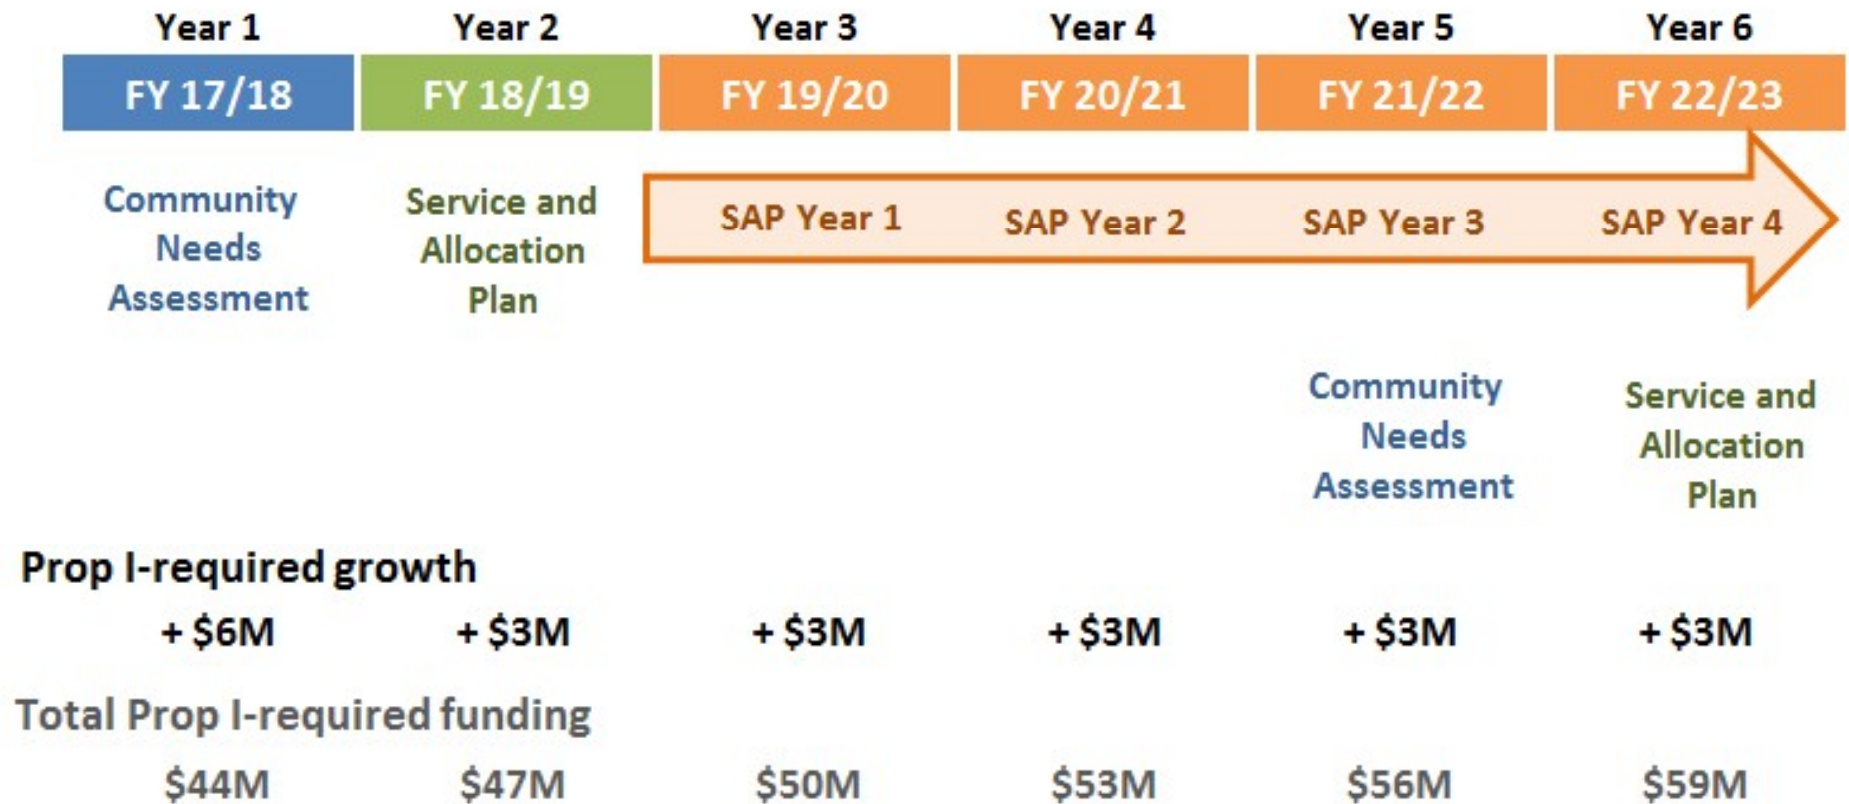 Year 1 Year 2 Year 3 Year 4 Year 5 Year 6
FY 17/18 FY 18/19 FY 19/20 FY 20/21 FY 21/22 FY 22/23
Community
Needs
Assessment
Service and
Allocation
Plan
SAP Year 1 SAP Year 2 SAP Year 3 SAP Year 4
Community
Needs
Assessment
Service and
Allocation
Plan
Prop I-required growth
+ $6M + $3M + $3M + $3M + $3M + $3M
Total Prop I-required funding
$44M $47M $50M $53M $56M $59M